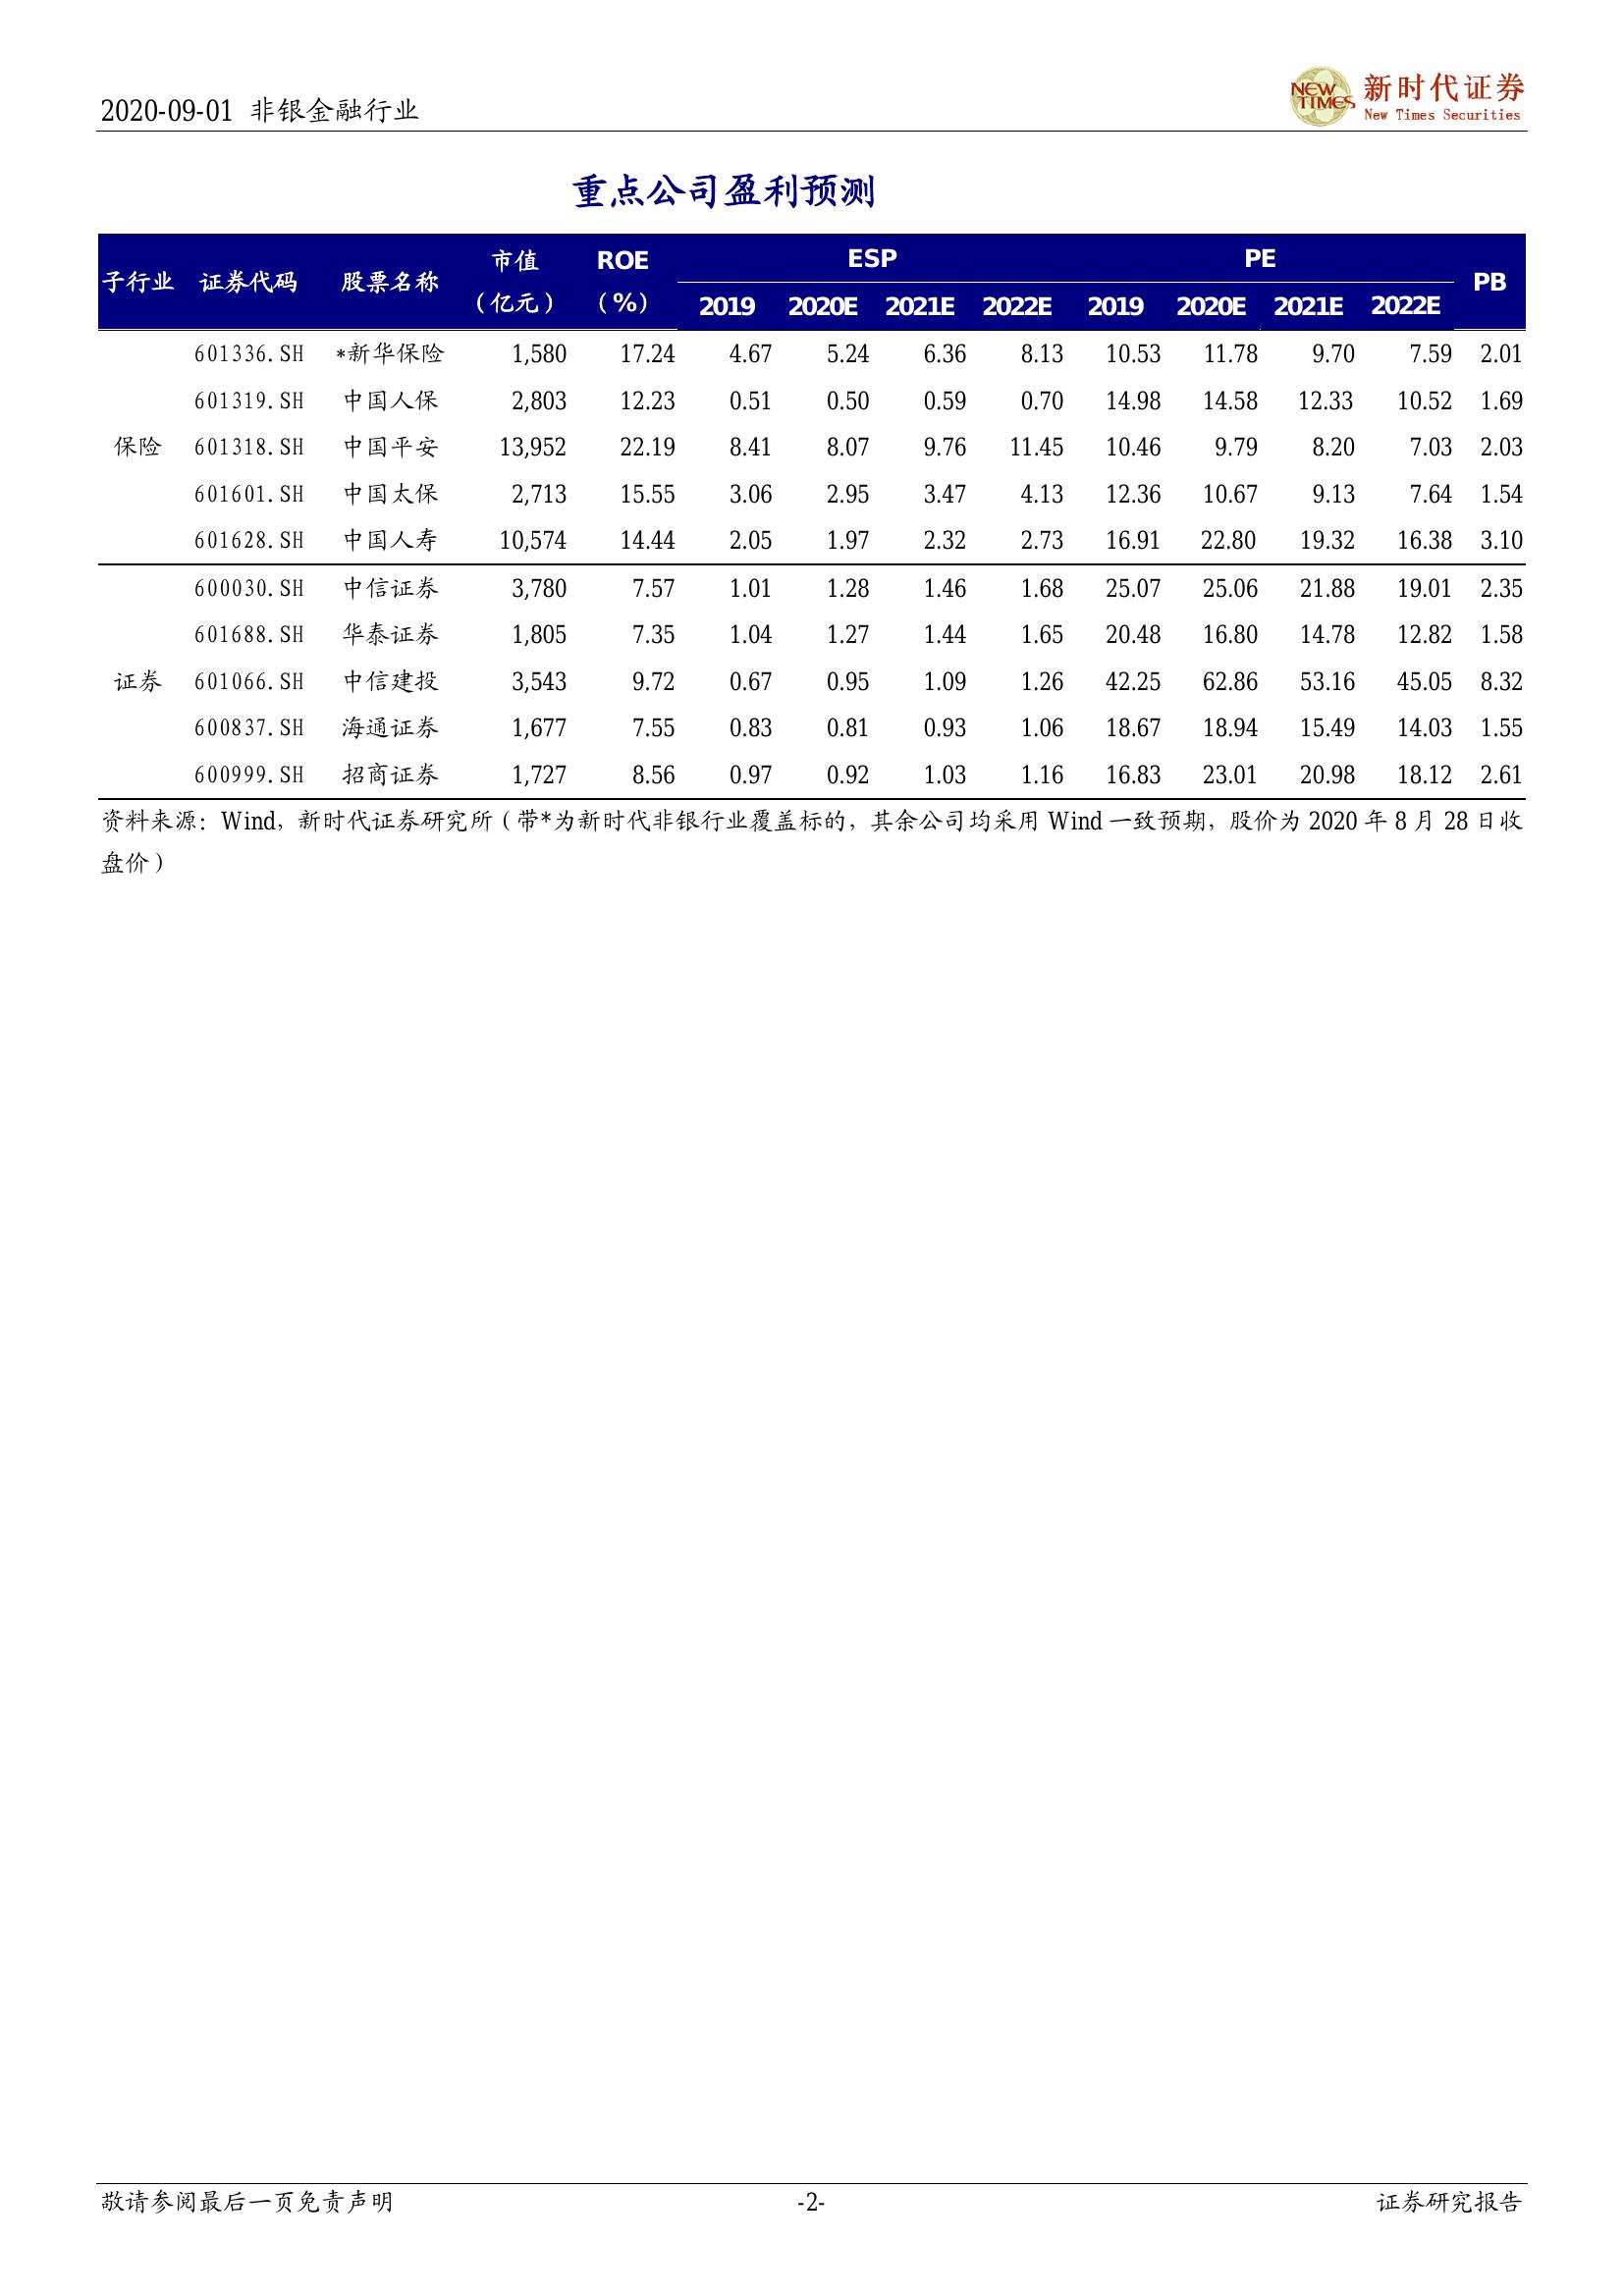 2020-09-01 非银金融行业
NEW TIMES 新时代证券
New Times Securities
重点公司盈利预测
子行业 证券代码 股票名称 市值（亿元） ROE（%） ESP PE PB
2019 2020E 2021E 2022E 2019 2020E 2021E 2022E
601336.SH *新华保险 1,580 17.24 4.67 5.24 6.36 8.13 10.53 11.78 9.70 7.59 2.01
601319.SH 中国人保 2,803 12.23 0.51 0.50 0.59 0.70 14.98 14.58 12.33 10.52 1.69
保险 601318.SH 中国平安 13,952 22.19 8.41 8.07 9.76 11.45 10.46 9.79 8.20 7.03 2.03
601601.SH 中国太保 2,713 15.55 3.06 2.95 3.47 4.13 12.36 10.67 9.13 7.64 1.54
601628.SH 中国人寿 10,574 14.44 2.05 1.97 2.32 2.73 16.91 22.80 19.32 16.38 3.10
600030.SH 中信证券 3,780 7.57 1.01 1.28 1.46 1.68 25.07 25.06 21.88 19.01 2.35
601688.SH 华泰证券 1,805 7.35 1.04 1.27 1.44 1.65 20.48 16.80 14.78 12.82 1.58
证券 601066.SH 中信建投 3,543 9.72 0.67 0.95 1.09 1.26 42.25 62.86 53.16 45.05 8.32
600837.SH 海通证券 1,677 7.55 0.83 0.81 0.93 1.06 18.67 18.94 15.49 14.03 1.55
600999.SH 招商证券 1,727 8.56 0.97 0.92 1.03 1.16 16.83 23.01 20.98 18.12 2.61
资料来源：Wind，新时代证券研究所（带*为新时代非银行业覆盖标的，其余公司均采用 Wind 一致预期，股价为 2020 年 8 月 28 日收
盘价）
敬请参阅最后一页免责声明 -2- 证券研究报告